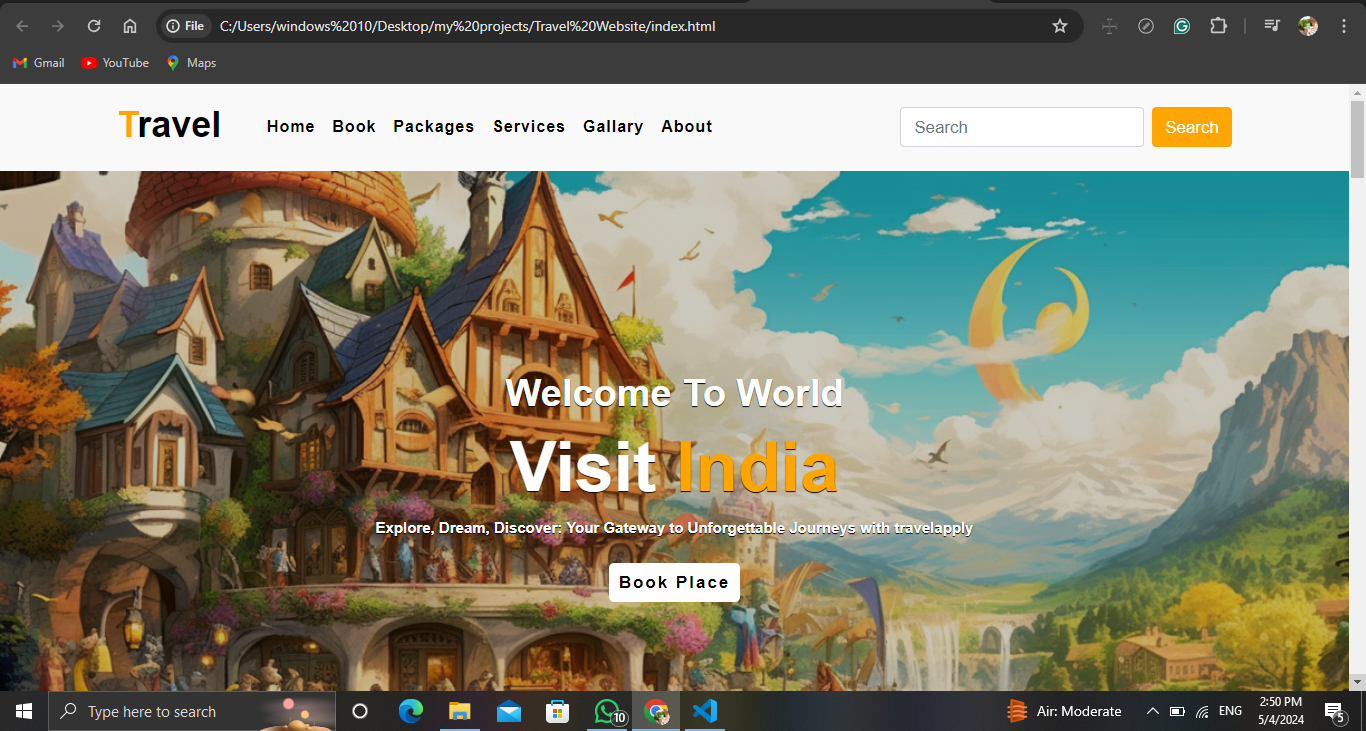 File C:/Users/windows%2010/Desktop/my%20projects/Travel%20Website/index.html
Gmail YouTube Maps
Travel Home Book Packages Services Gallary About Search Search
Welcome To World
Visit India
Explore, Dream, Discover: Your Gateway to Unforgettable Journeys with travelapply
Book Place
Type here to search 10 Air: Moderate ENG 2:50 PM
5/4/2024 5